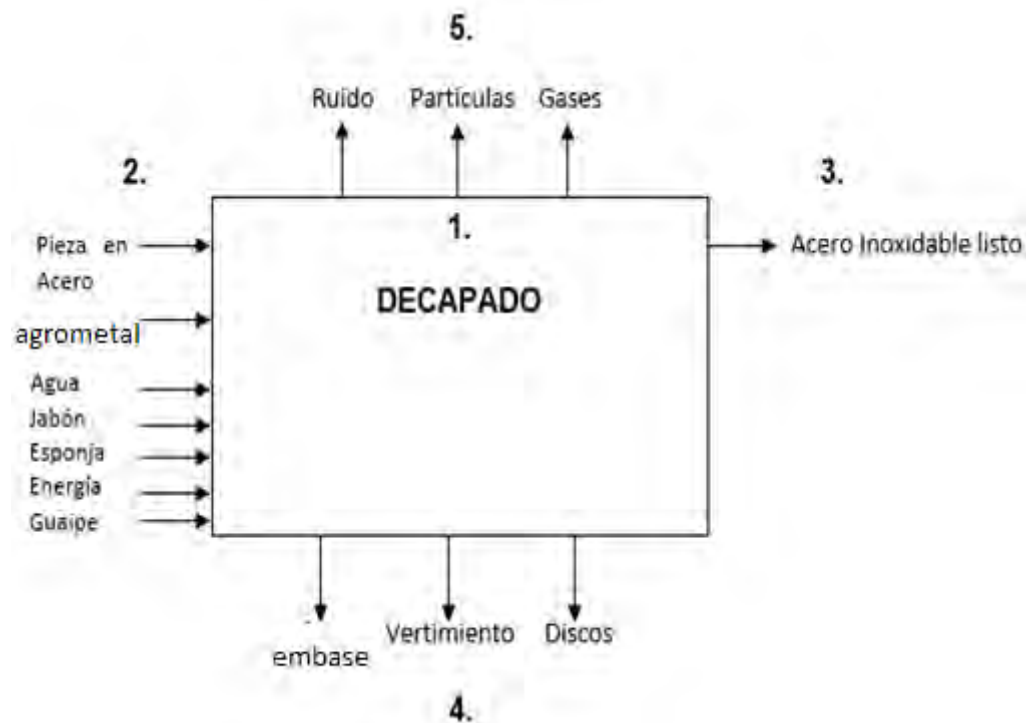 5.
Ruido Partículas Gases
2.
3.
1.
Pieza en
Acero
Acero Inoxidable listo
DECAPADO
agrometal
Agua
Jabón
Esponja
Energía
Guaipe
embase
Vertimiento
Discos
4.